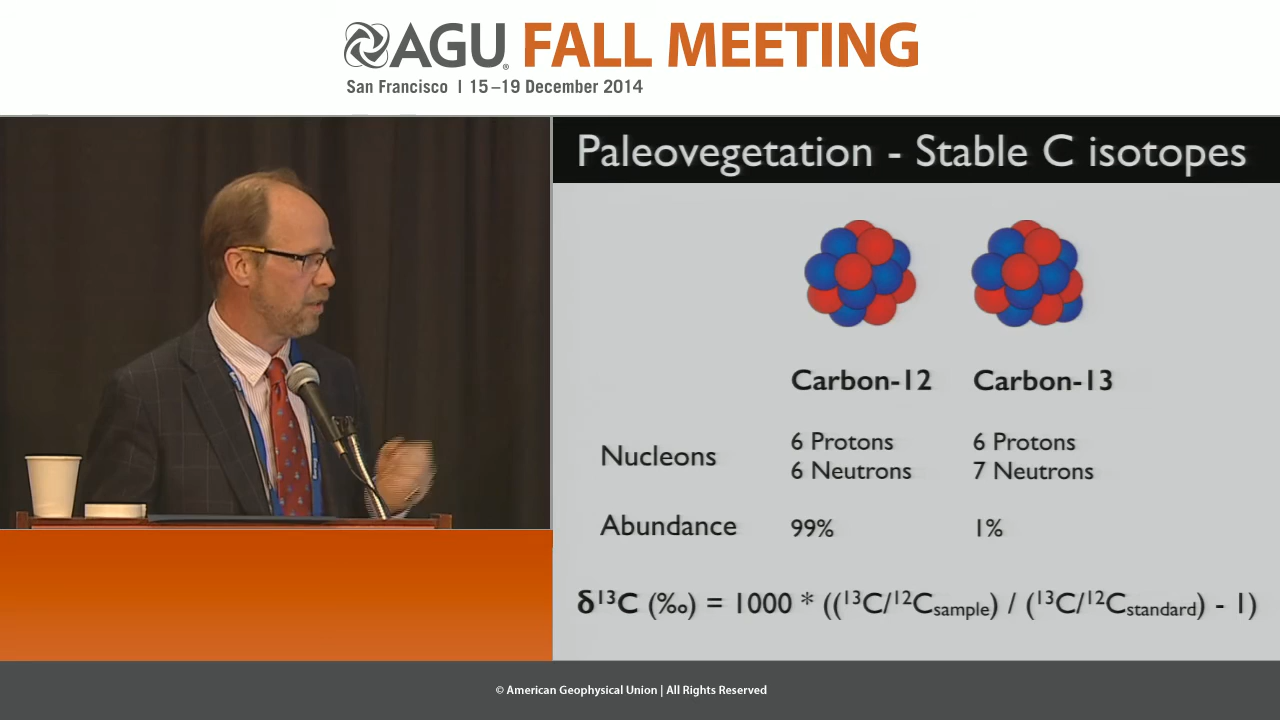 AGU® FALL MEETING
San Francisco | 15–19 December 2014
Paleovegetation - Stable C isotopes
Carbon-12 Carbon-13
Nucleons
6 Protons 6 Protons
6 Neutrons 7 Neutrons
Abundance 99% 1%
δ¹³C (‰) = 1000 * ((¹³C/¹²Csample) / (¹³C/¹²Cstandard) - 1)
© American Geophysical Union | All Rights Reserved